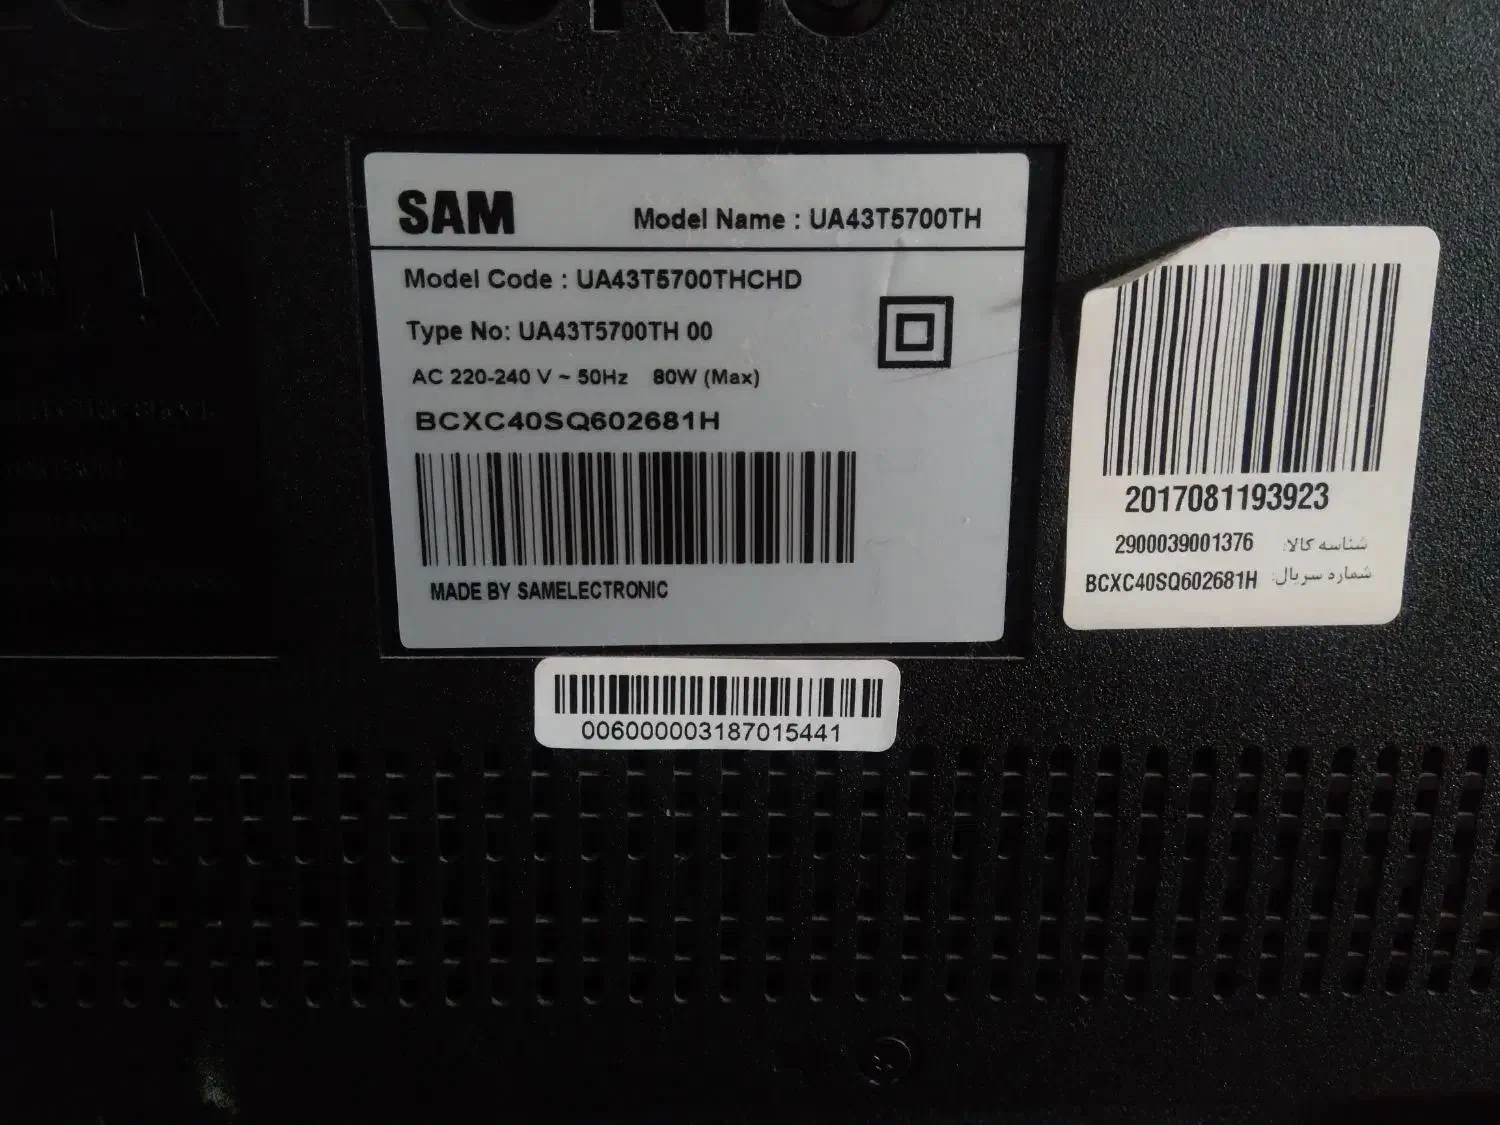 SAM
Model Name : UA43T5700TH
Model Code : UA43T5700THCHD
Type No: UA43T5700TH 00
AC 220-240 V ~ 50Hz 80W (Max)
BCXC40SQ602681H
MADE BY SAMELECTRONIC
006000003187015441
2017081193923
شناسه کالا: 2900039001376
شماره سریال: BCXC40SQ602681H